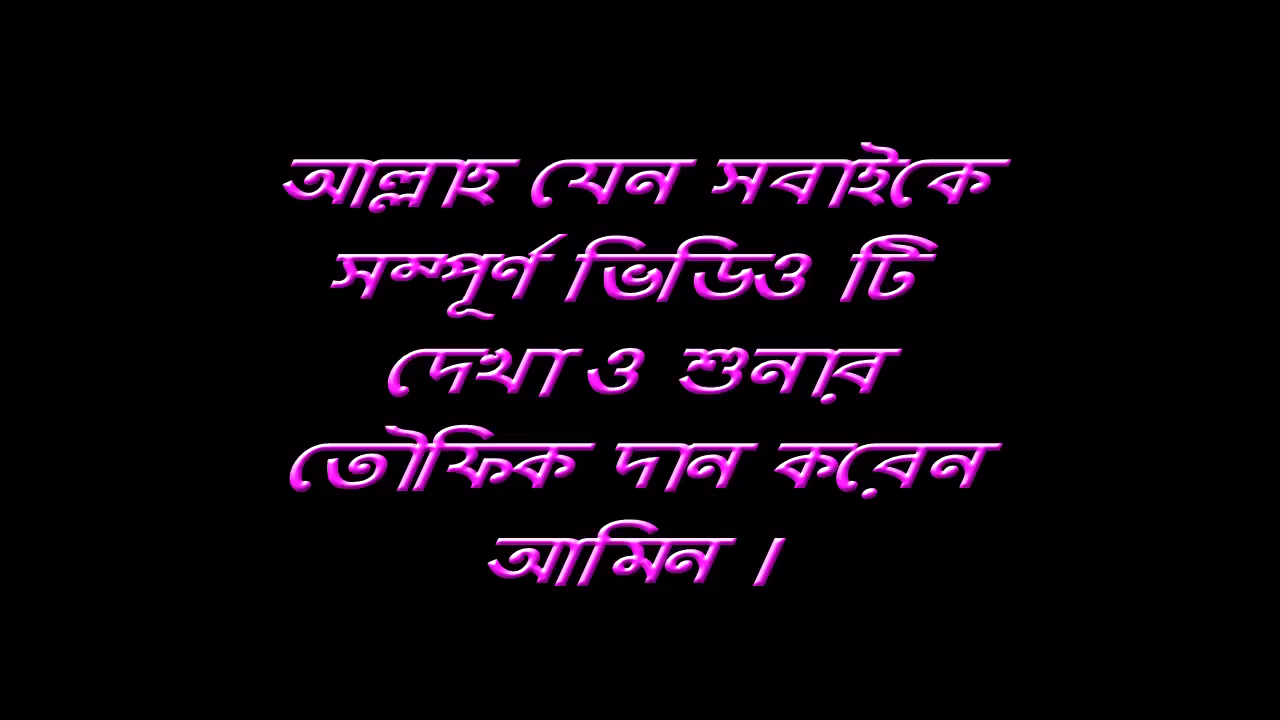 আল্লাহ যেন সবাইকে
সম্পূর্ণ ভিডিও টি
দেখা ও শুনার
তৌফিক দান করেন
আমিন ।